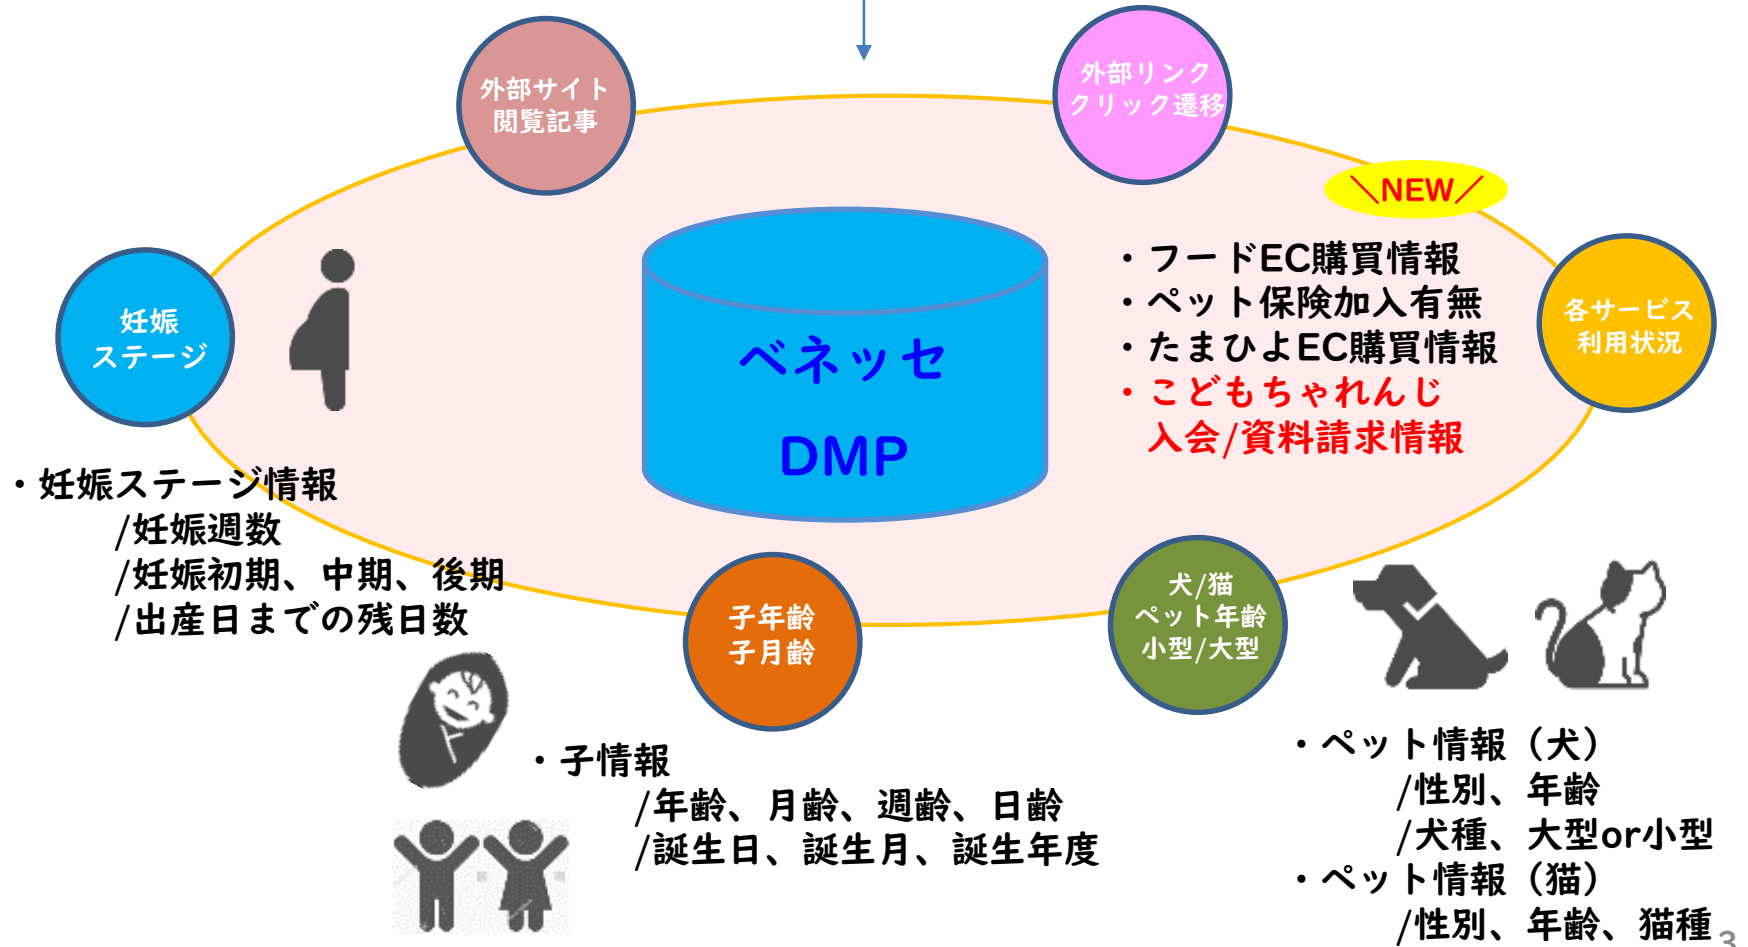 外部サイト
閲覧記事
外部リンク
クリック遷移
＼NEW／
・フードEC購買情報
・ペット保険加入有無
・たまひよEC購買情報
・こどもちゃれんじ
入会/資料請求情報
各サービス
利用状況
妊娠
ステージ
ベネッセ
DMP
・妊娠ステージ情報
/妊娠週数
/妊娠初期、中期、後期
/出産日までの残日数
子年齢
子月齢
犬/猫
ペット年齢
小型/大型
・子情報
/年齢、月齢、週齢、日齢
/誕生日、誕生月、誕生年度
・ペット情報（犬）
/性別、年齢
/犬種、大型or小型
・ペット情報（猫）
/性別、年齢、猫種
3